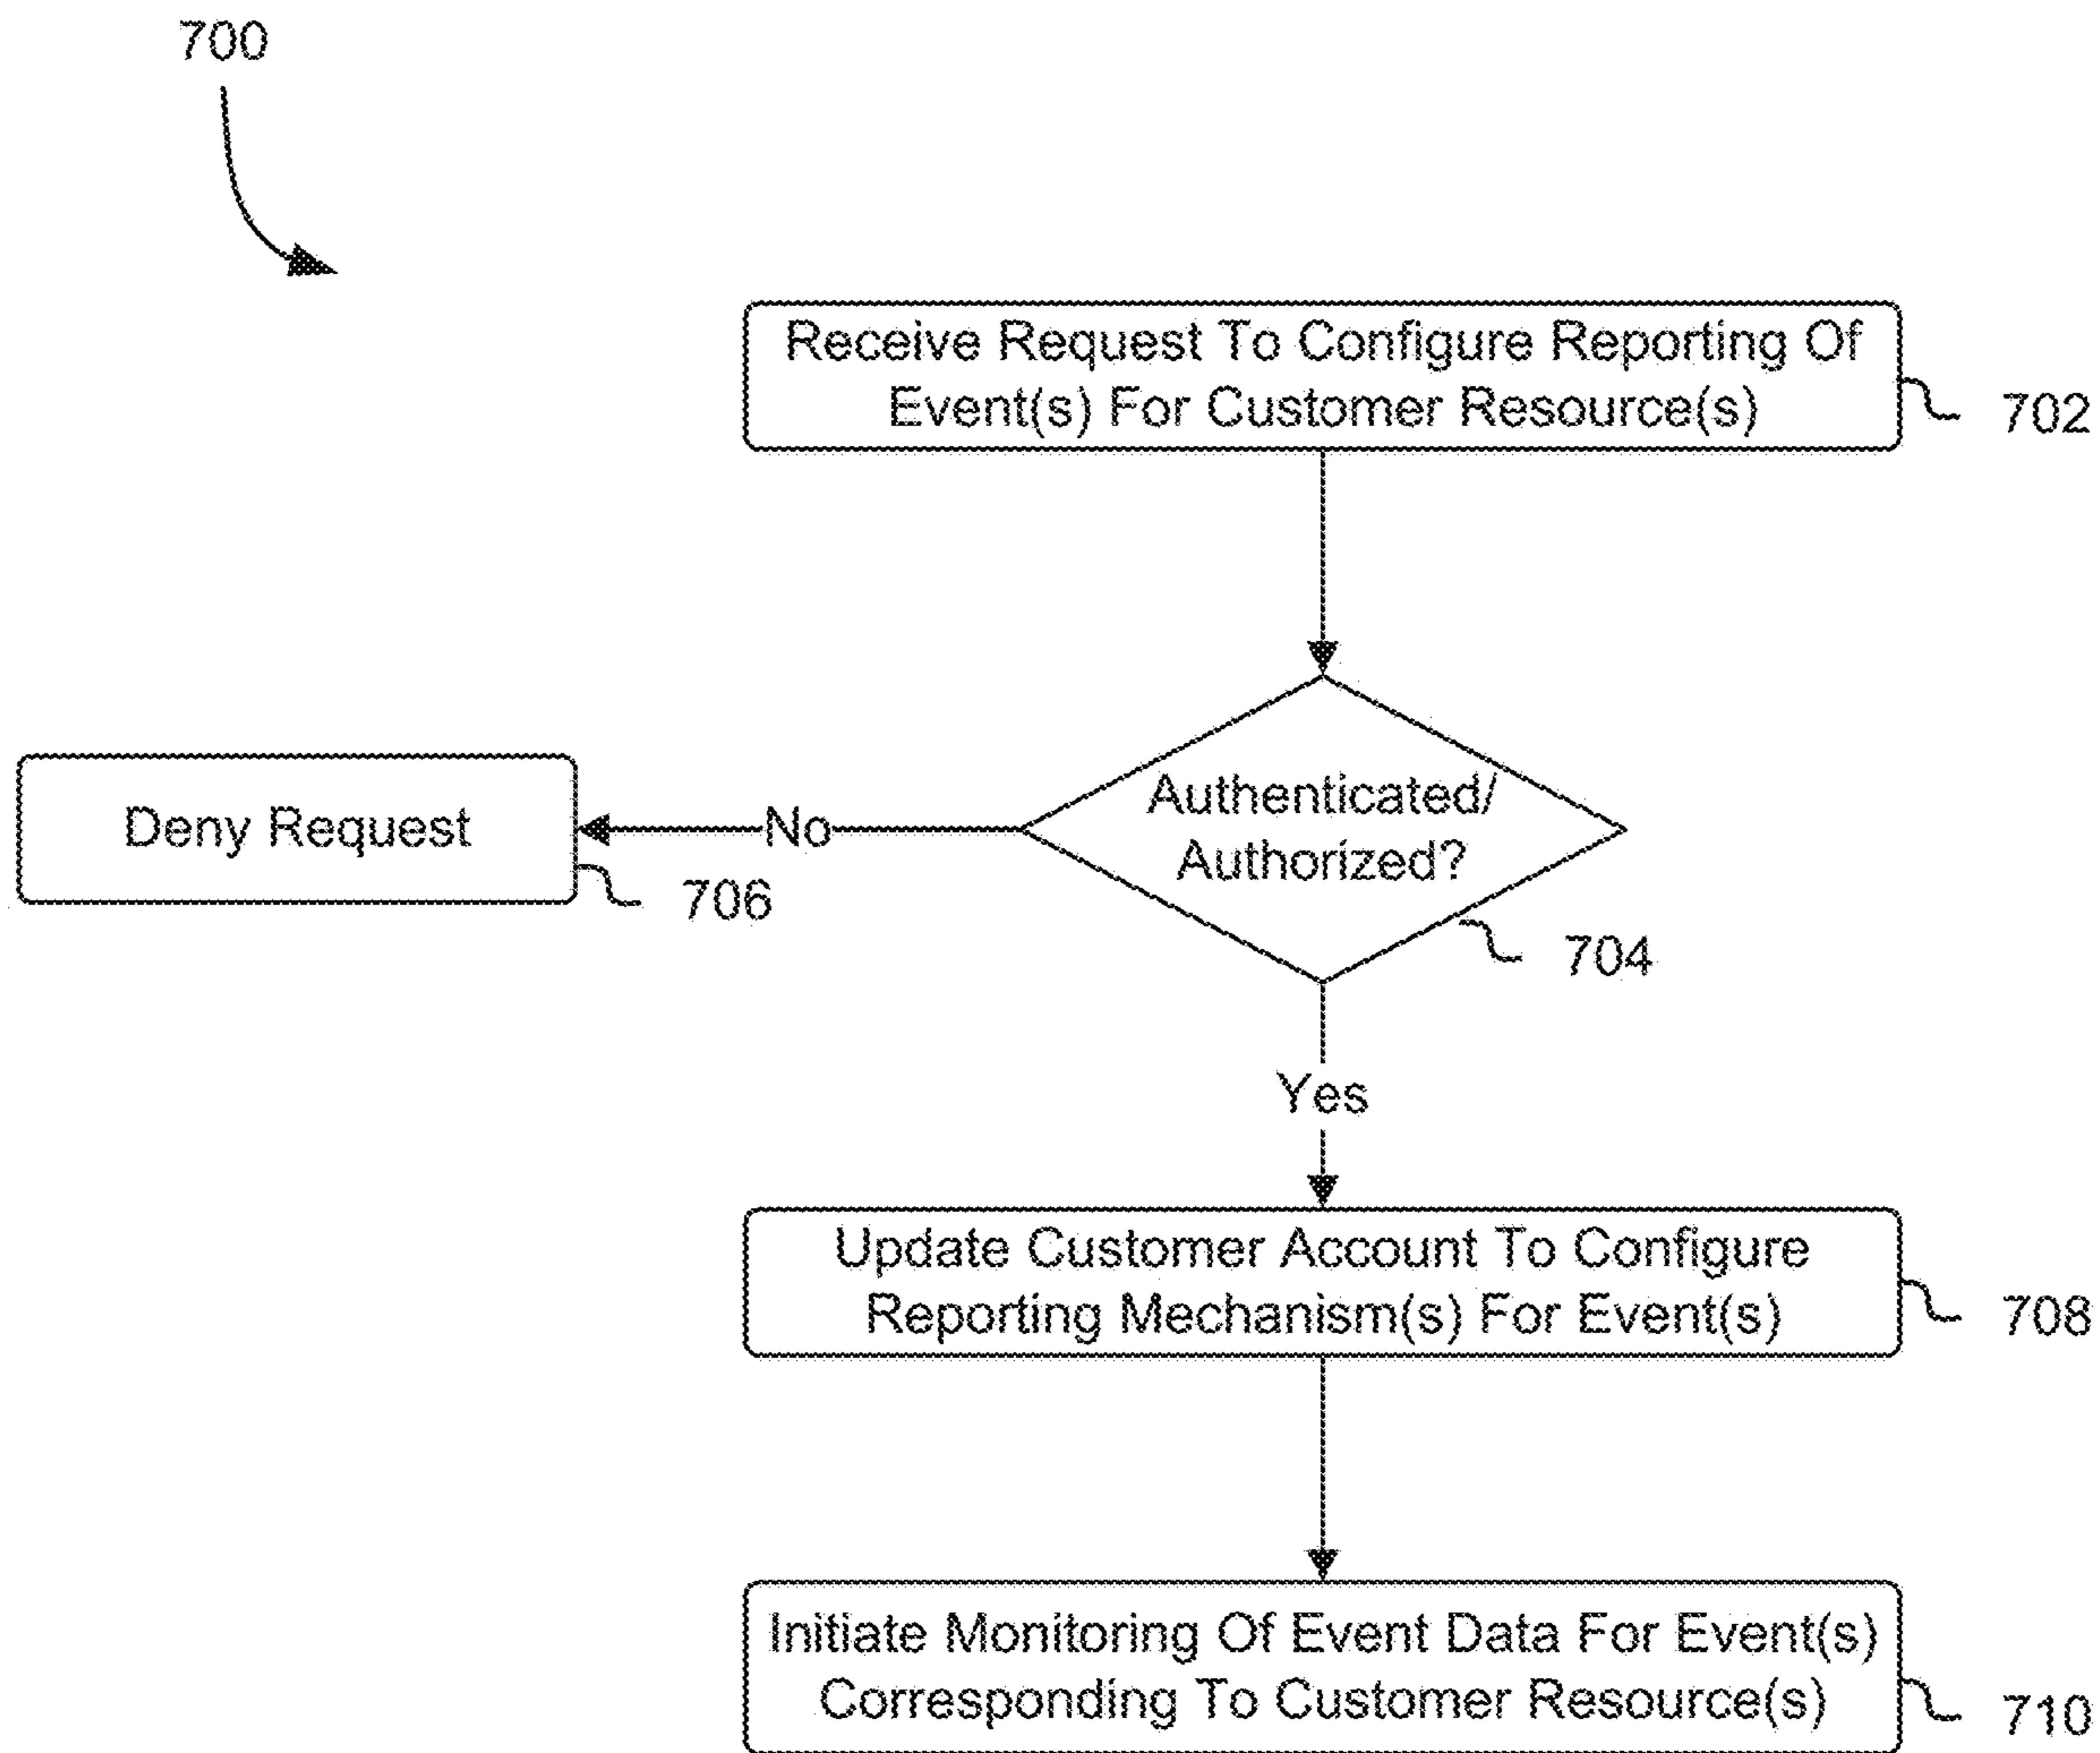 700
Receive Request To Configure Reporting Of
Event(s) For Customer Resource(s)
702
Authenticated/
Authorized?
704
No
Deny Request
706
Yes
Update Customer Account To Configure
Reporting Mechanism(s) For Event(s)
708
Initiate Monitoring Of Event Data For Event(s)
Corresponding To Customer Resource(s)
710